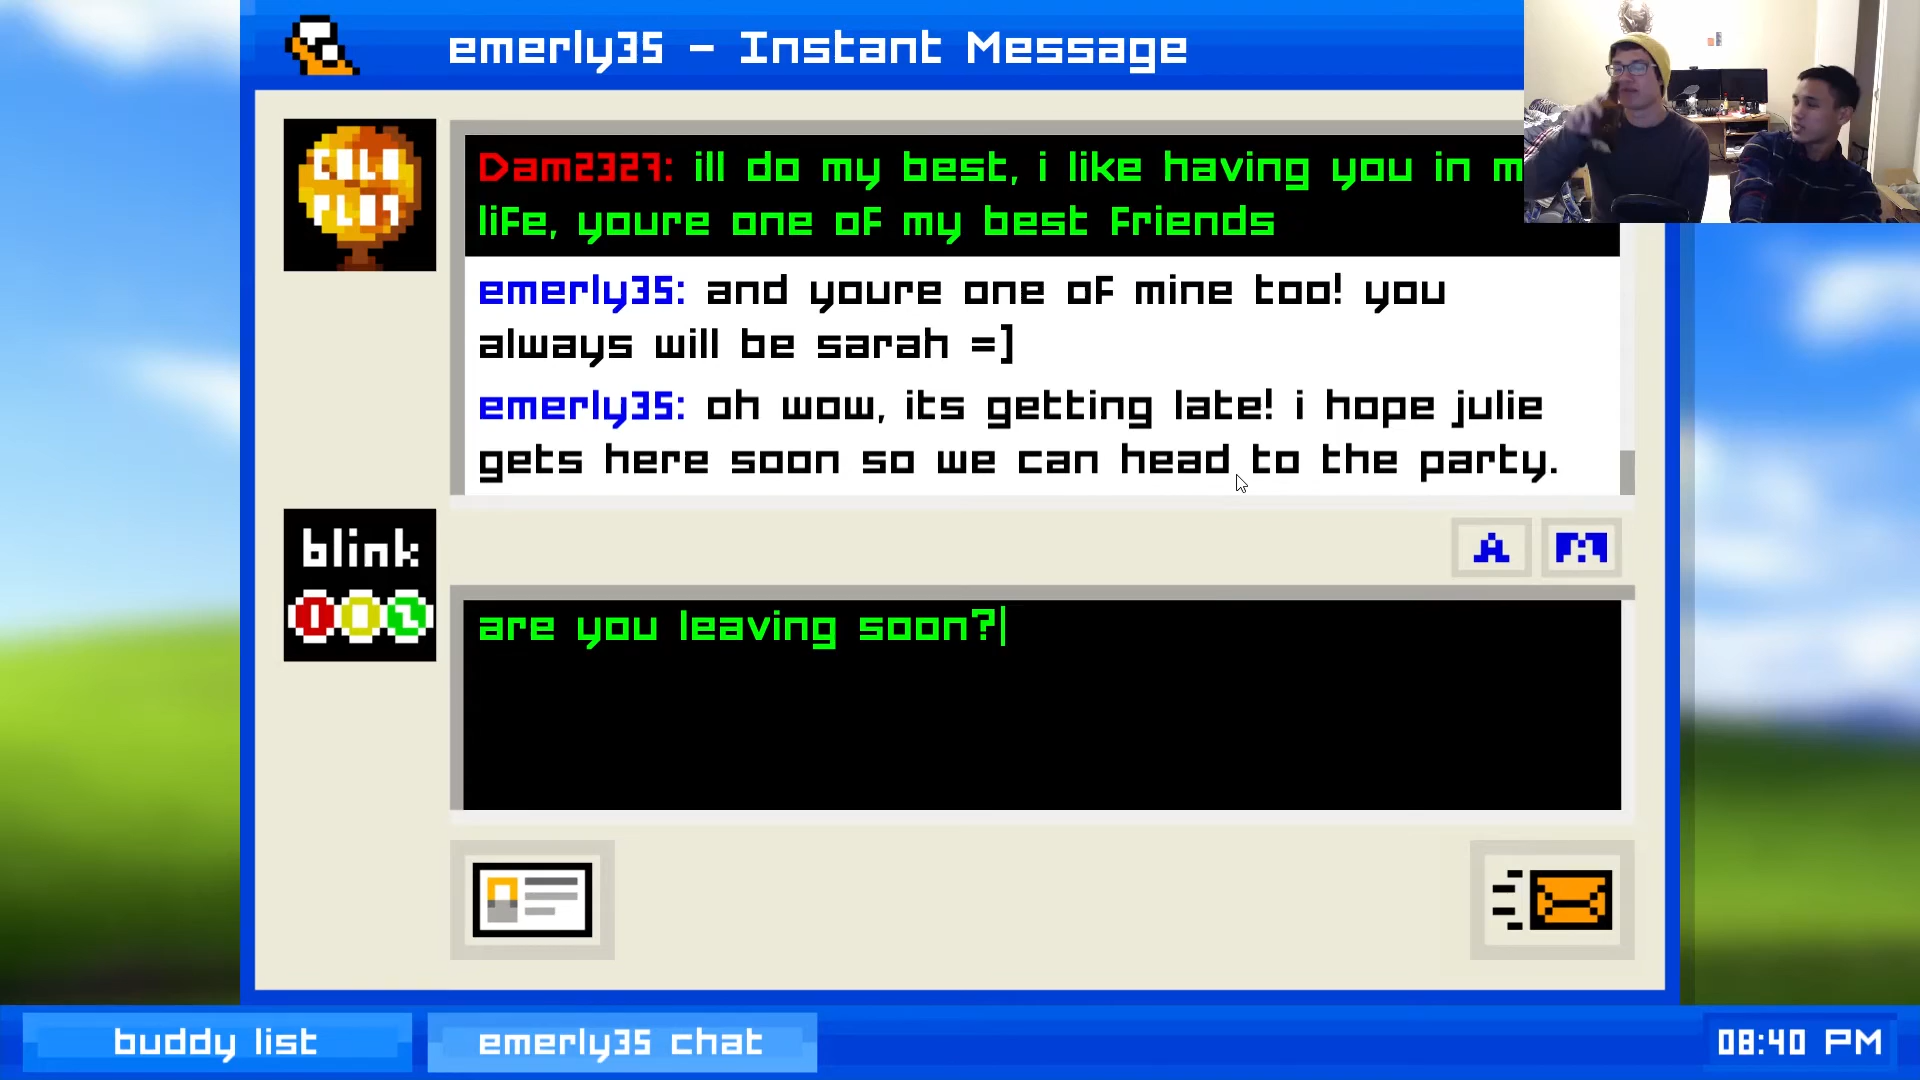 emerly35 - Instant Message
COLD
PLAY
Dam2327: ill do my best, i like having you in m
life, youre one of my best friends
emerly35: and youre one of mine too! you
always will be sarah =]
emerly35: oh wow, its getting late! i hope julie
gets here soon so we can head to the party.
blink
182
A M
are you leaving soon?
buddy list
emerly35 chat
08:40 PM